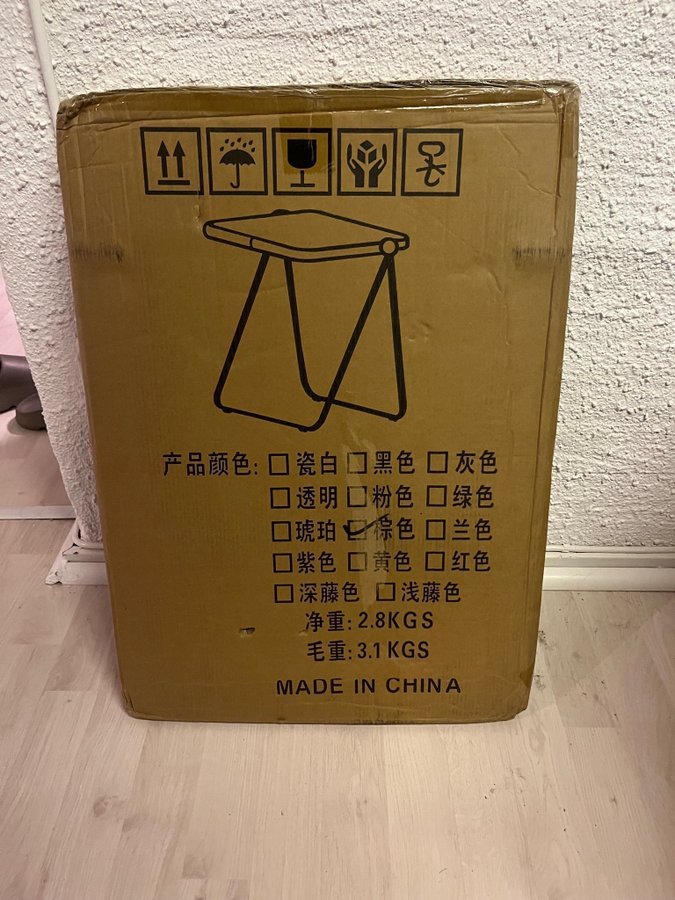 产品颜色: □瓷白 □黑色 □灰色
□透明 □粉色 □绿色
□琥珀 ☑棕色 □兰色
□紫色 □黄色 □红色
□深藤色 □浅藤色
净重: 2.8KGS
毛重: 3.1KGS
MADE IN CHINA